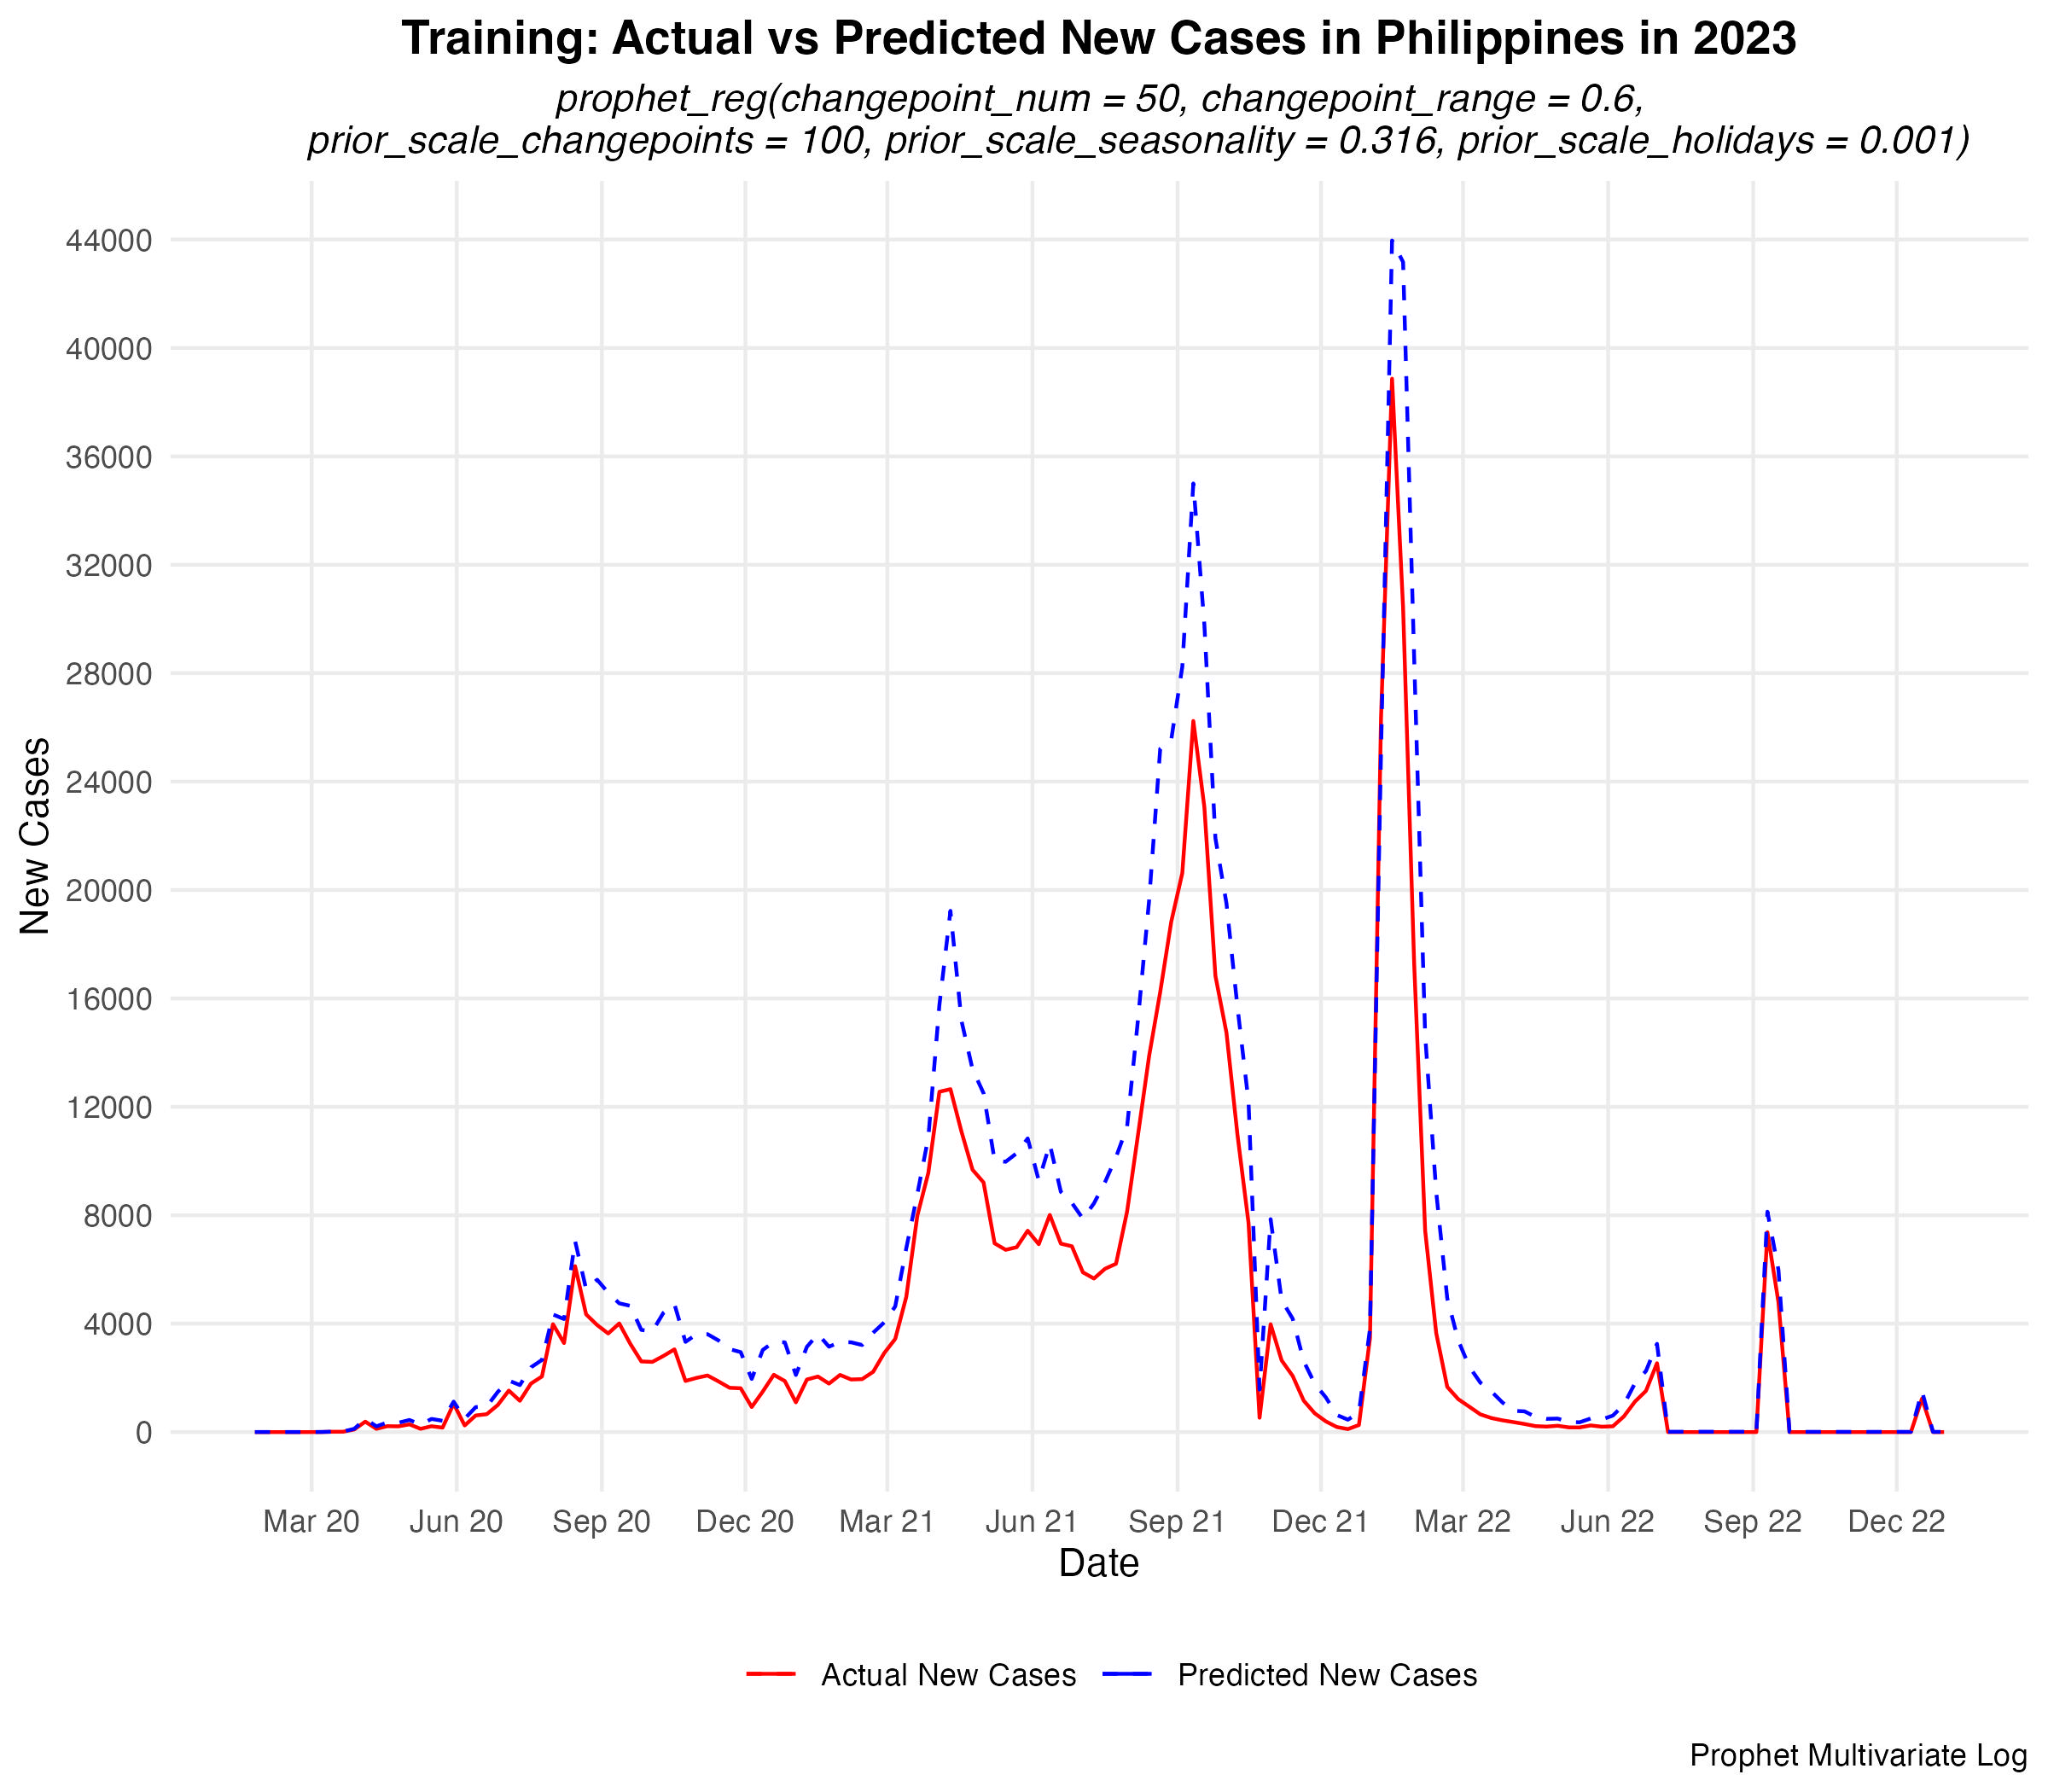 Training: Actual vs Predicted New Cases in Philippines in 2023
prophet_reg(changepoint_num = 50, changepoint_range = 0.6,
prior_scale_changepoints = 100, prior_scale_seasonality = 0.316, prior_scale_holidays = 0.001)
New Cases
44000
40000
36000
32000
28000
24000
20000
16000
12000
8000
4000
0
Mar 20 Jun 20 Sep 20 Dec 20 Mar 21 Jun 21 Sep 21 Dec 21 Mar 22 Jun 22 Sep 22 Dec 22
Date
Actual New Cases Predicted New Cases
Prophet Multivariate Log